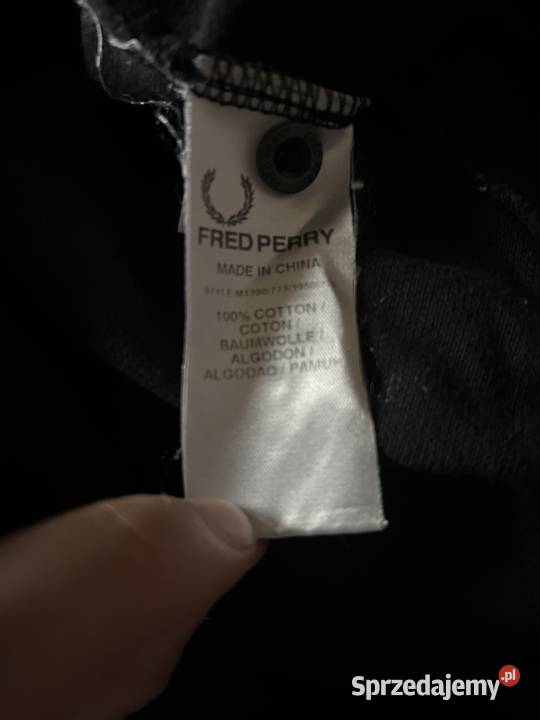 FRED PERRY
MADE IN CHINA
100% COTTON /
COTON /
BAUMWOLLE /
ALGODON /
ALGODAO / PAMUK
Sprzedajemy.pl